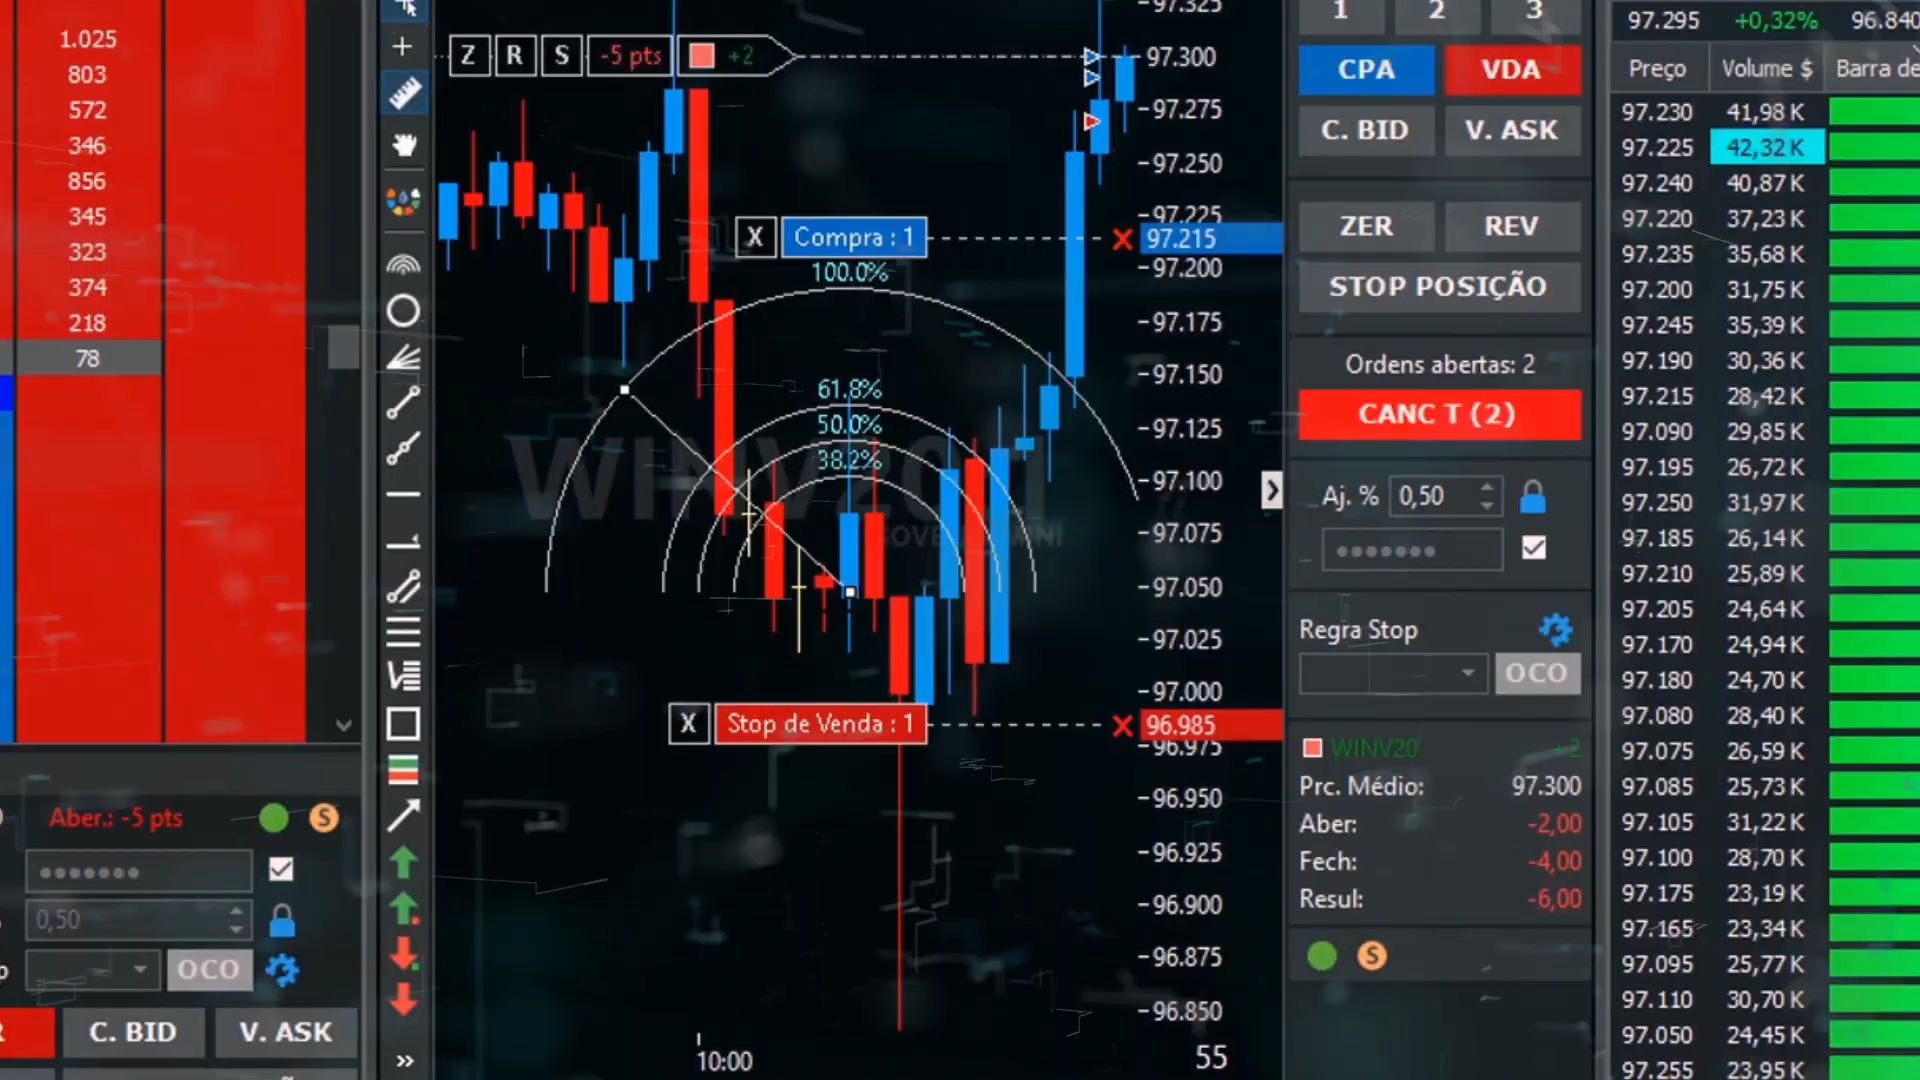 1.025
803
572
346
856
345
323
374
218
78
Aber.: -5 pts
S
0,50
OCO
C. BID
V. ASK
Z R S -5 pts +2
Compra : 1
100.0%
61.8%
50.0%
38.2%
WINV20
Stop de Venda : 1
X
X
10:00
55
97.325
97.300
97.275
97.250
97.225
97.215
97.200
97.175
97.150
97.125
97.100
97.075
97.050
97.025
97.000
96.985
96.975
96.950
96.925
96.900
96.875
96.850
1 2 3
CPA VDA
C. BID V. ASK
ZER REV
STOP POSIÇÃO
Ordens abertas: 2
CANC T (2)
Aj. % 0,50
Regra Stop
OCO
WINV20 +2
Prc. Médio: 97.300
Aber: -2,00
Fech: -4,00
Resul: -6,00
S
97.295 +0,32% 96.840
Preço Volume $ Barra de
97.230 41,98 K
97.225 42,32 K
97.240 40,87 K
97.220 37,23 K
97.235 35,68 K
97.200 31,75 K
97.245 35,39 K
97.190 30,36 K
97.215 28,42 K
97.090 29,85 K
97.195 26,72 K
97.250 31,97 K
97.185 26,14 K
97.210 25,89 K
97.205 24,64 K
97.170 24,94 K
97.180 24,70 K
97.080 28,40 K
97.075 26,59 K
97.085 25,73 K
97.105 31,22 K
97.100 28,70 K
97.175 23,19 K
97.165 23,34 K
97.095 25,77 K
97.110 30,70 K
97.050 24,45 K
97.255 23,95 K